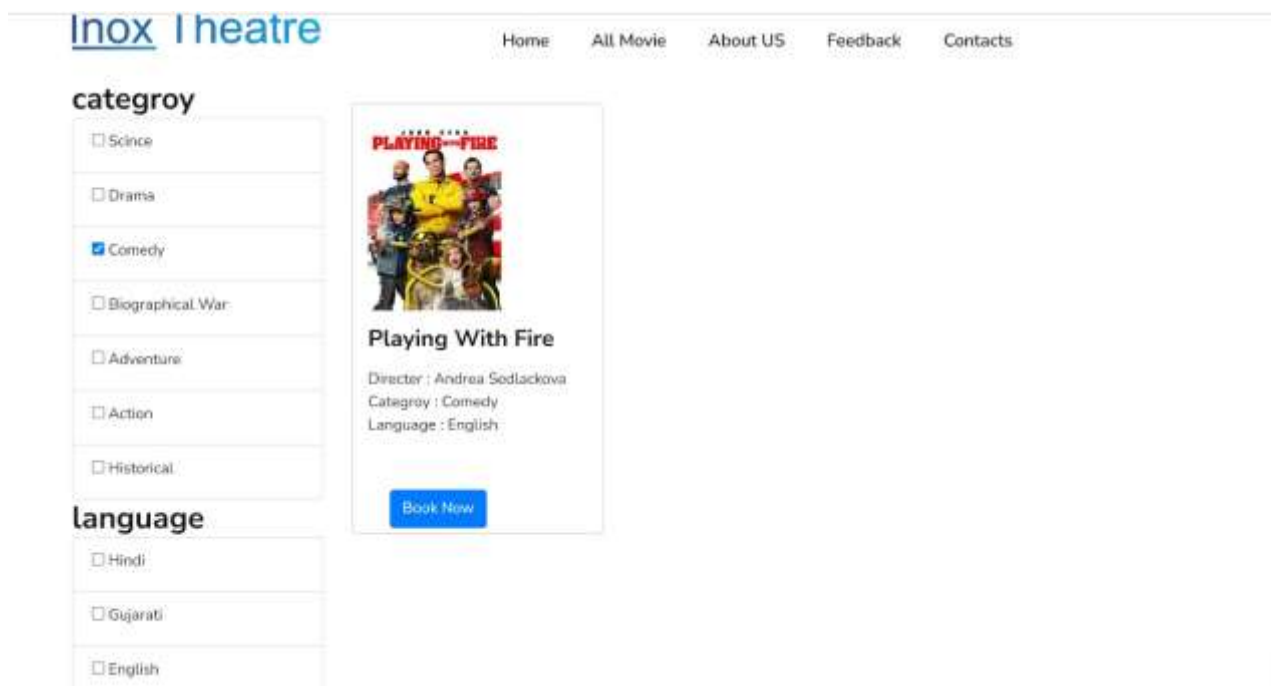 Inox Theatre
Home All Movie About US Feedback Contacts
categroy
Scince
Drama
Comedy
Biographical War
Adventure
Action
Historical
language
Hindi
Gujarati
English
PLAYING WITH FIRE
Playing With Fire
Directer : Andrea Sedlackova
Categroy : Comedy
Language : English
Book Now